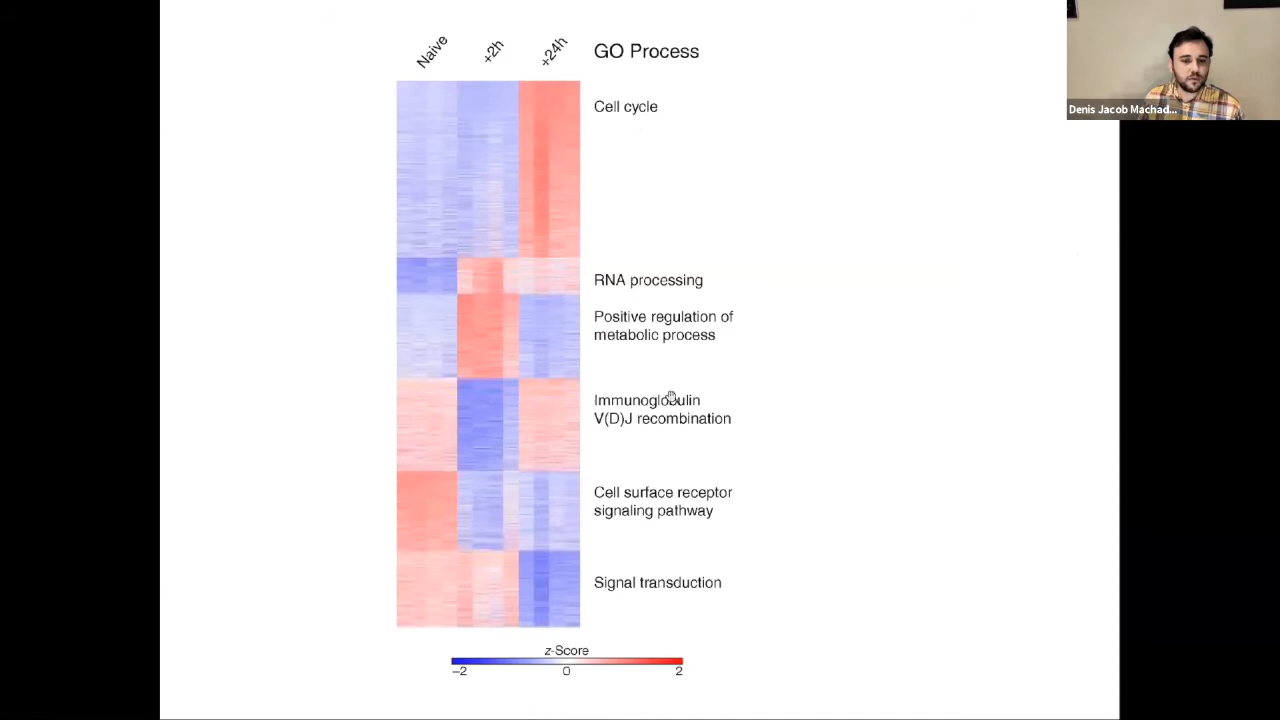 Naive
+2h
+24h
GO Process
Cell cycle
RNA processing
Positive regulation of
metabolic process
Immunoglobulin
V(D)J recombination
Cell surface receptor
signaling pathway
Signal transduction
z-Score
−2 0 2
Denis Jacob Machad...